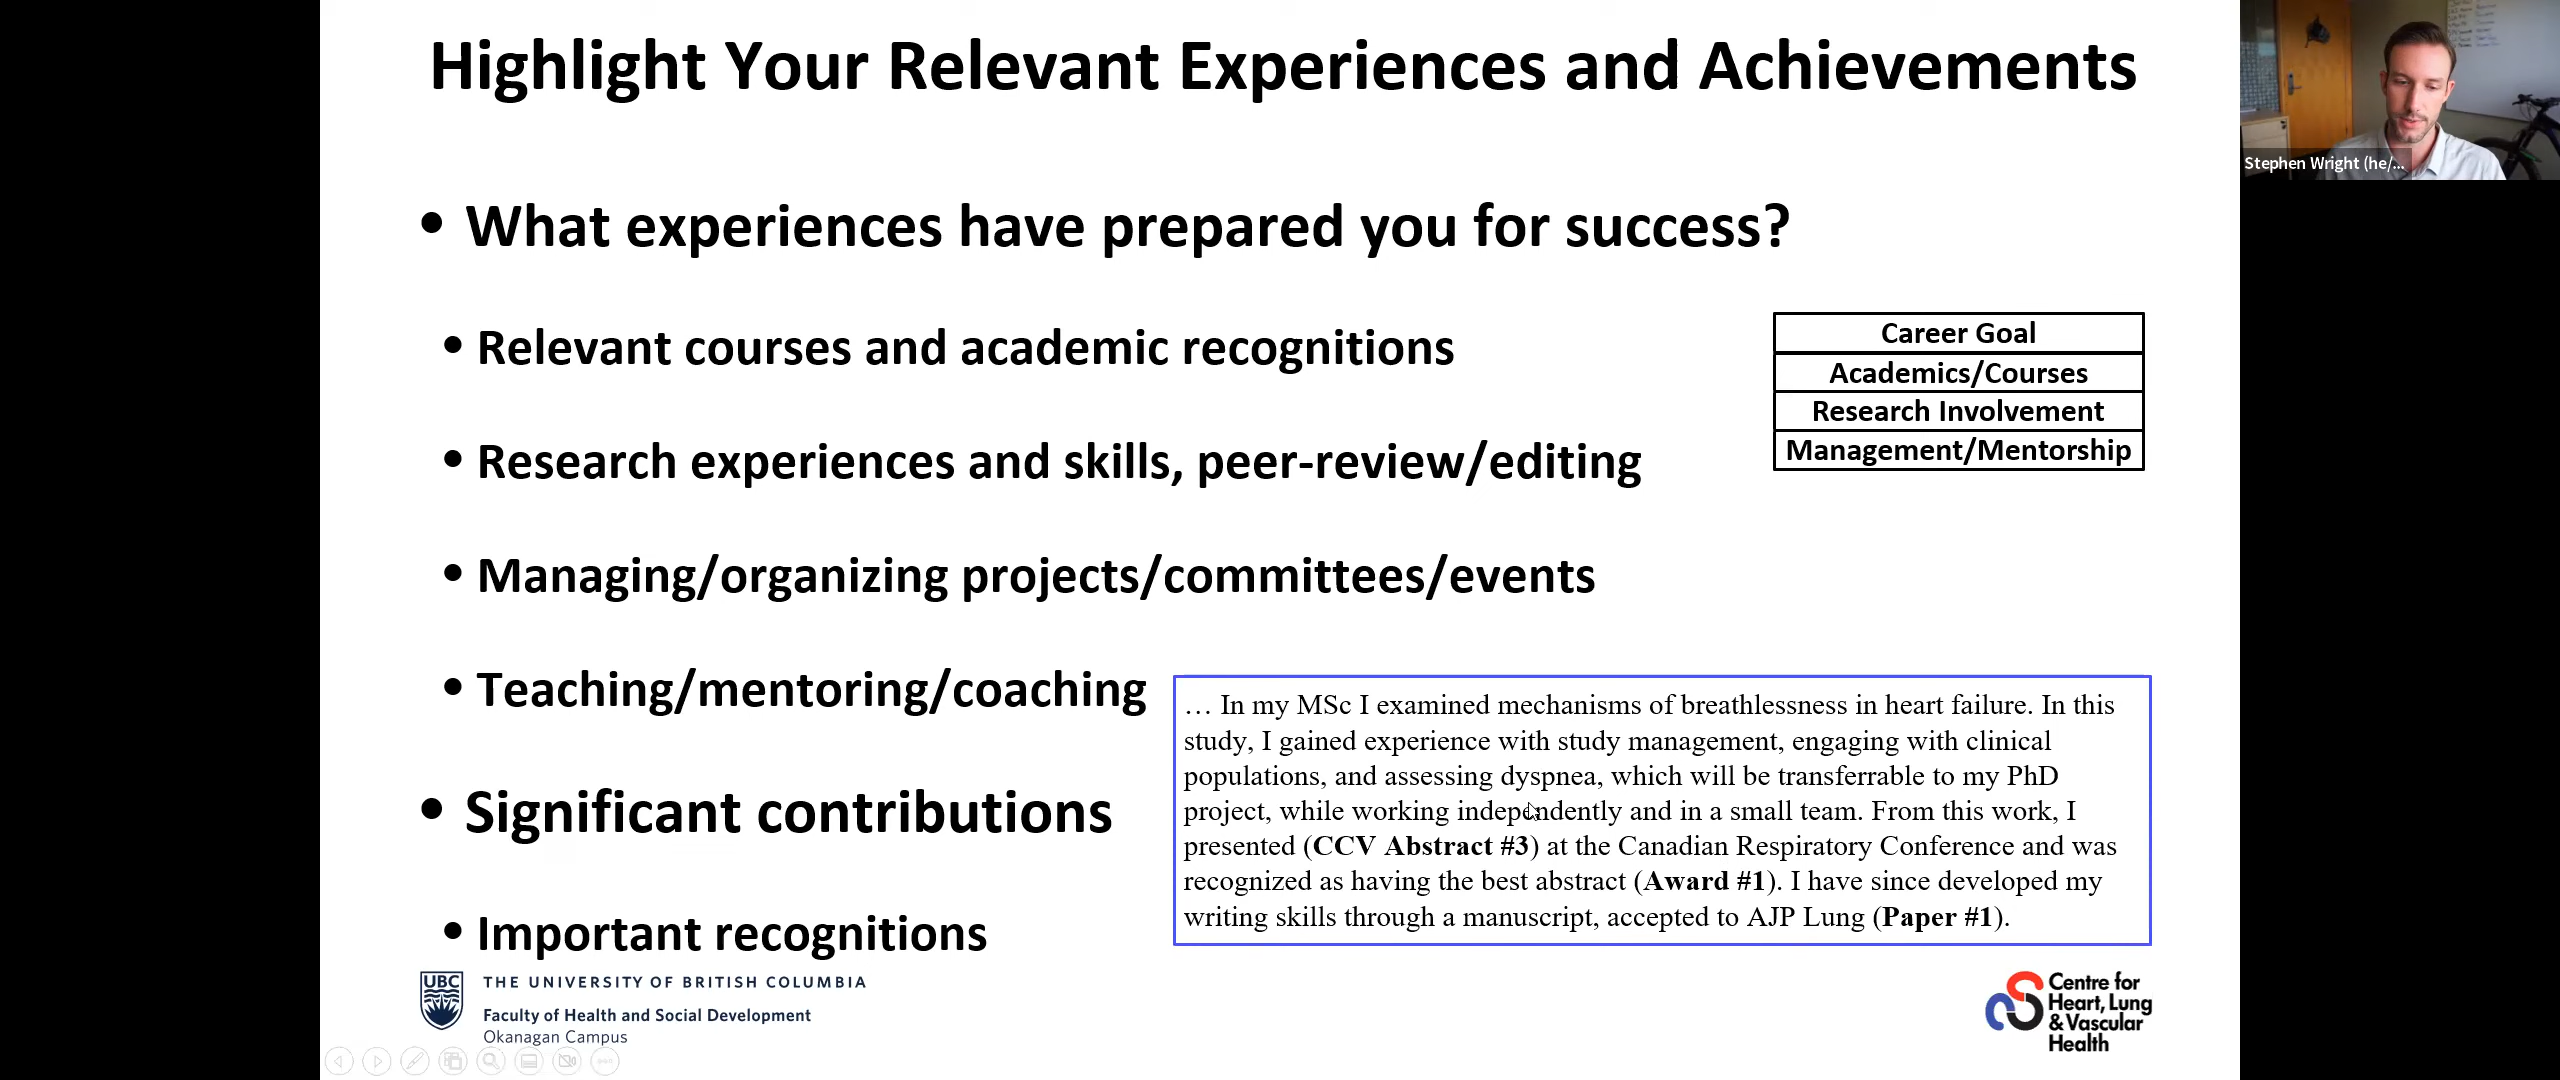 Highlight Your Relevant Experiences and Achievements
• What experiences have prepared you for success?
• Relevant courses and academic recognitions
• Research experiences and skills, peer-review/editing
• Managing/organizing projects/committees/events
• Teaching/mentoring/coaching
• Significant contributions
• Important recognitions
Career Goal
Academics/Courses
Research Involvement
Management/Mentorship
… In my MSc I examined mechanisms of breathlessness in heart failure. In this
study, I gained experience with study management, engaging with clinical
populations, and assessing dyspnea, which will be transferrable to my PhD
project, while working independently and in a small team. From this work, I
presented (CCV Abstract #3) at the Canadian Respiratory Conference and was
recognized as having the best abstract (Award #1). I have since developed my
writing skills through a manuscript, accepted to AJP Lung (Paper #1).
UBC
THE UNIVERSITY OF BRITISH COLUMBIA
Faculty of Health and Social Development
Okanagan Campus
Centre for
Heart, Lung
& Vascular
Health
Stephen Wright (he/...